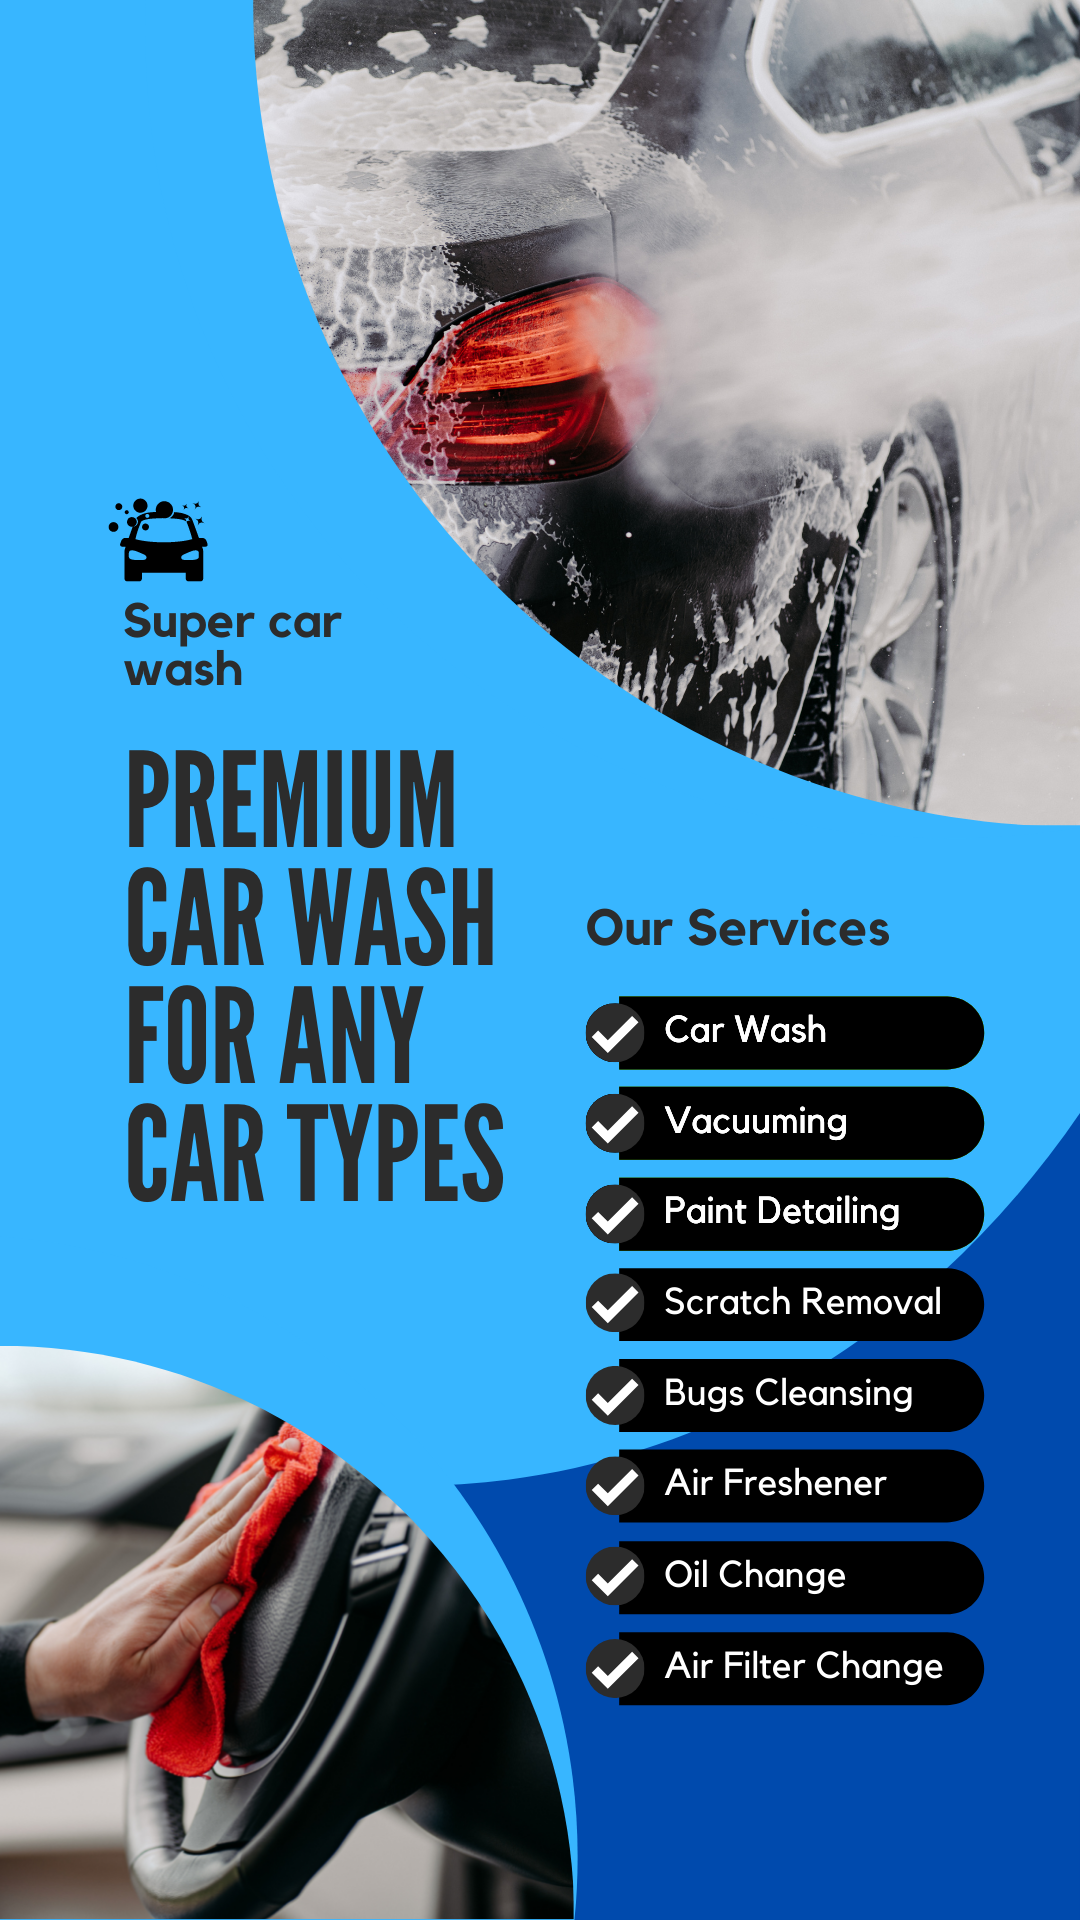 Super car
wash
PREMIUM
CAR WASH
FOR ANY
CAR TYPES
Our Services
Car Wash
Vacuuming
Paint Detailing
Scratch Removal
Bugs Cleansing
Air Freshener
Oil Change
Air Filter Change